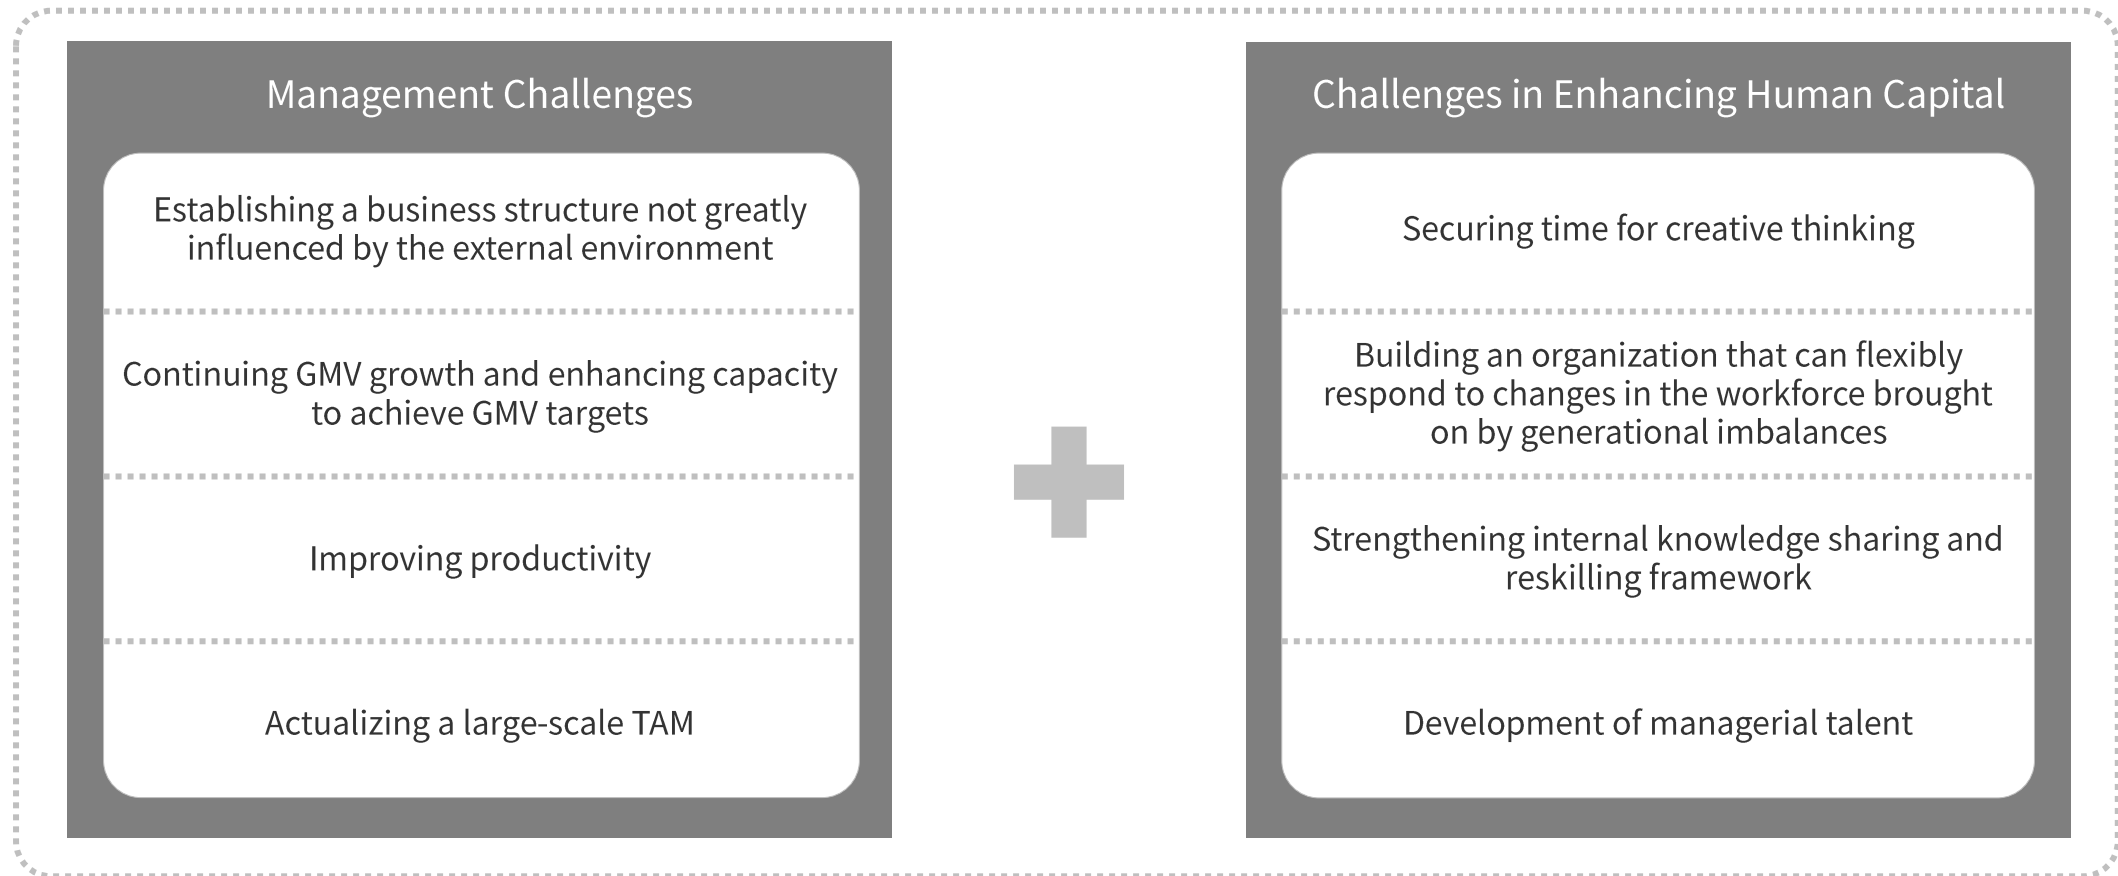 Management Challenges
Establishing a business structure not greatly
influenced by the external environment
Continuing GMV growth and enhancing capacity
to achieve GMV targets
Improving productivity
Actualizing a large-scale TAM
Challenges in Enhancing Human Capital
Securing time for creative thinking
Building an organization that can flexibly
respond to changes in the workforce brought
on by generational imbalances
Strengthening internal knowledge sharing and
reskilling framework
Development of managerial talent